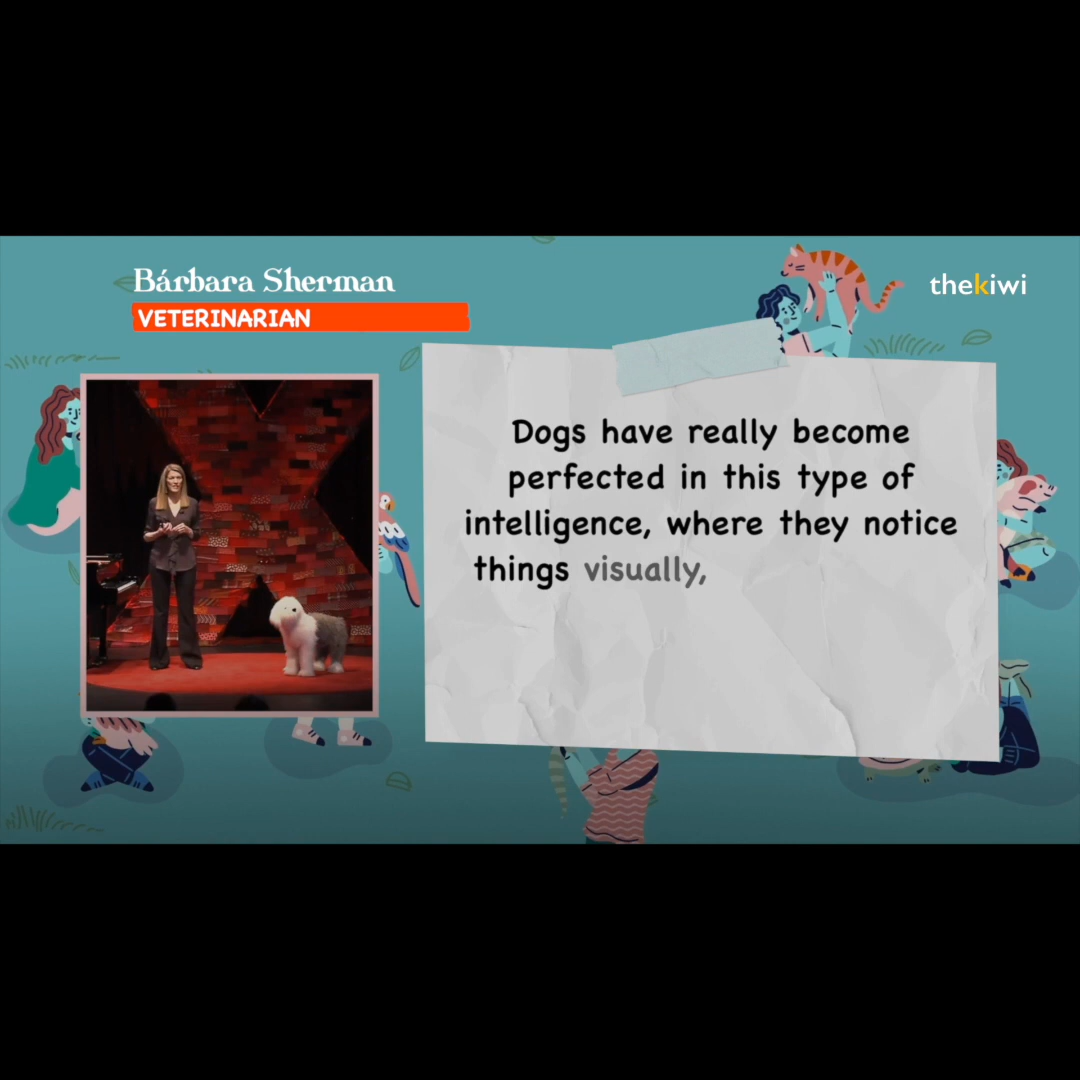 Bárbara Sherman
VETERINARIAN
thekiwi
Dogs have really become
perfected in this type of
intelligence, where they notice
things visually,